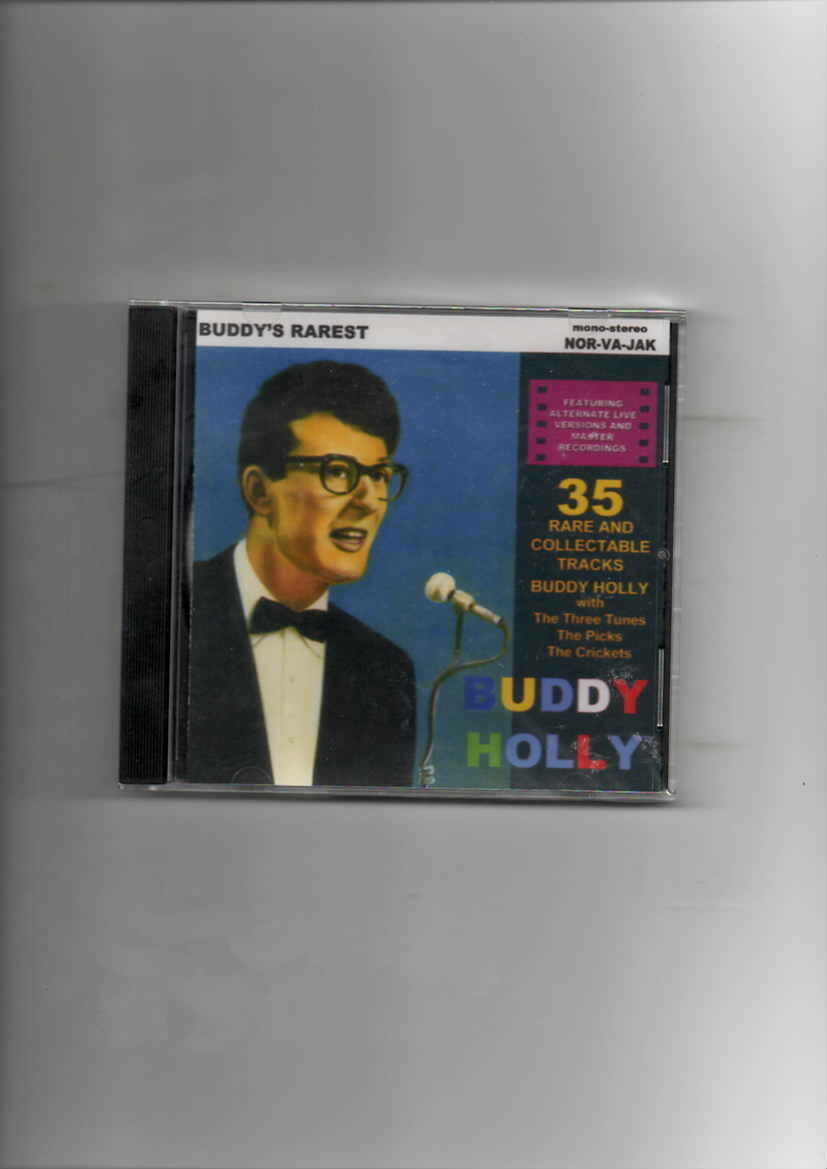 BUDDY'S RAREST
mono-stereo
NOR-VA-JAK
FEATURING
ALTERNATE LIVE
VERSIONS AND
MASTER
RECORDINGS
35
RARE AND
COLLECTABLE
TRACKS
BUDDY HOLLY
with
The Three Tunes
The Picks
The Crickets
BUDDY
HOLLY